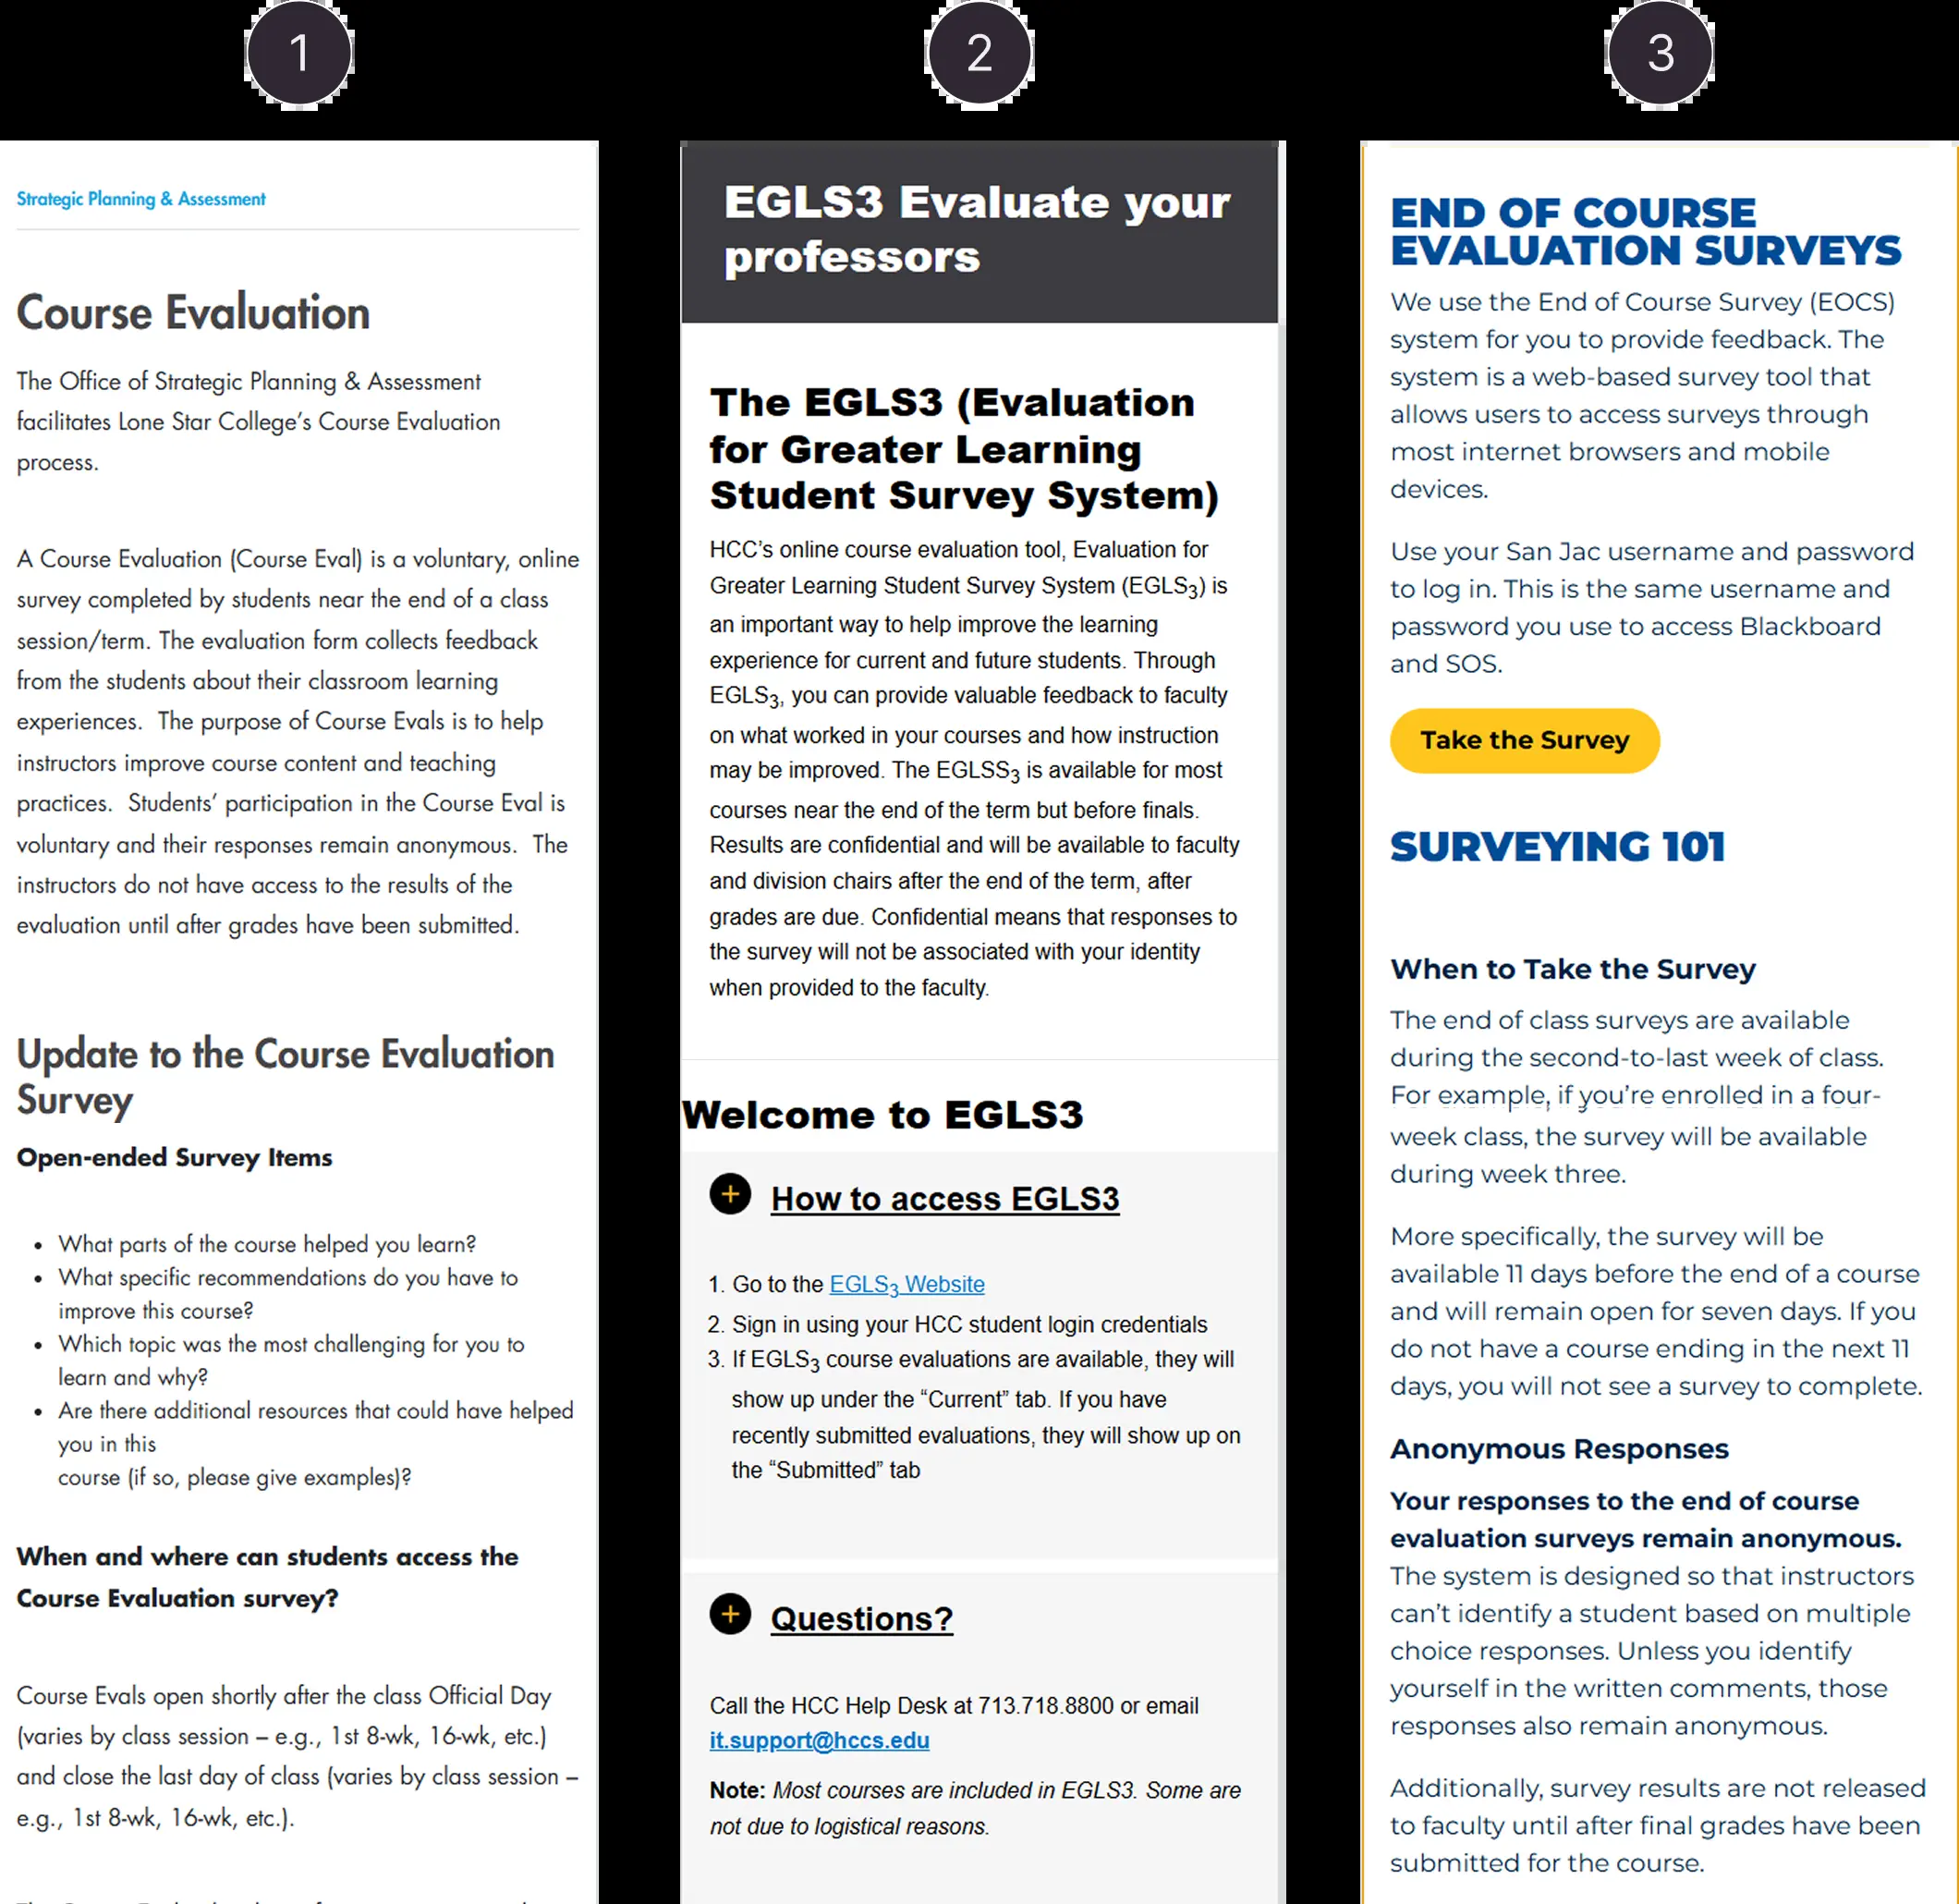 1
Strategic Planning & Assessment
Course Evaluation
The Office of Strategic Planning & Assessment
facilitates Lone Star College’s Course Evaluation
process.
A Course Evaluation (Course Eval) is a voluntary, online
survey completed by students near the end of a class
session/term. The evaluation form collects feedback
from the students about their classroom learning
experiences. The purpose of Course Evals is to help
instructors improve course content and teaching
practices. Students’ participation in the Course Eval is
voluntary and their responses remain anonymous. The
instructors do not have access to the results of the
evaluation until after grades have been submitted.
Update to the Course Evaluation
Survey
Open-ended Survey Items
• What parts of the course helped you learn?
• What specific recommendations do you have to
improve this course?
• Which topic was the most challenging for you to
learn and why?
• Are there additional resources that could have helped
you in this
course (if so, please give examples)?
When and where can students access the
Course Evaluation survey?
Course Evals open shortly after the class Official Day
(varies by class session – e.g., 1st 8-wk, 16-wk, etc.)
and close the last day of class (varies by class session –
e.g., 1st 8-wk, 16-wk, etc.).
2
EGLS3 Evaluate your
professors
The EGLS3 (Evaluation
for Greater Learning
Student Survey System)
HCC’s online course evaluation tool, Evaluation for
Greater Learning Student Survey System (EGLS3) is
an important way to help improve the learning
experience for current and future students. Through
EGLS3, you can provide valuable feedback to faculty
on what worked in your courses and how instruction
may be improved. The EGLSS3 is available for most
courses near the end of the term but before finals.
Results are confidential and will be available to faculty
and division chairs after the end of the term, after
grades are due. Confidential means that responses to
the survey will not be associated with your identity
when provided to the faculty.
Welcome to EGLS3
+ How to access EGLS3
1. Go to the EGLS3 Website
2. Sign in using your HCC student login credentials
3. If EGLS3 course evaluations are available, they will
show up under the “Current” tab. If you have
recently submitted evaluations, they will show up on
the “Submitted” tab
+ Questions?
Call the HCC Help Desk at 713.718.8800 or email
it.support@hccs.edu
Note: Most courses are included in EGLS3. Some are
not due to logistical reasons.
3
END OF COURSE
EVALUATION SURVEYS
We use the End of Course Survey (EOCS)
system for you to provide feedback. The
system is a web-based survey tool that
allows users to access surveys through
most internet browsers and mobile
devices.
Use your San Jac username and password
to log in. This is the same username and
password you use to access Blackboard
and SOS.
Take the Survey
SURVEYING 101
When to Take the Survey
The end of class surveys are available
during the second-to-last week of class.
For example, if you’re enrolled in a four-
week class, the survey will be available
during week three.
More specifically, the survey will be
available 11 days before the end of a course
and will remain open for seven days. If you
do not have a course ending in the next 11
days, you will not see a survey to complete.
Anonymous Responses
Your responses to the end of course
evaluation surveys remain anonymous.
The system is designed so that instructors
can’t identify a student based on multiple
choice responses. Unless you identify
yourself in the written comments, those
responses also remain anonymous.
Additionally, survey results are not released
to faculty until after final grades have been
submitted for the course.